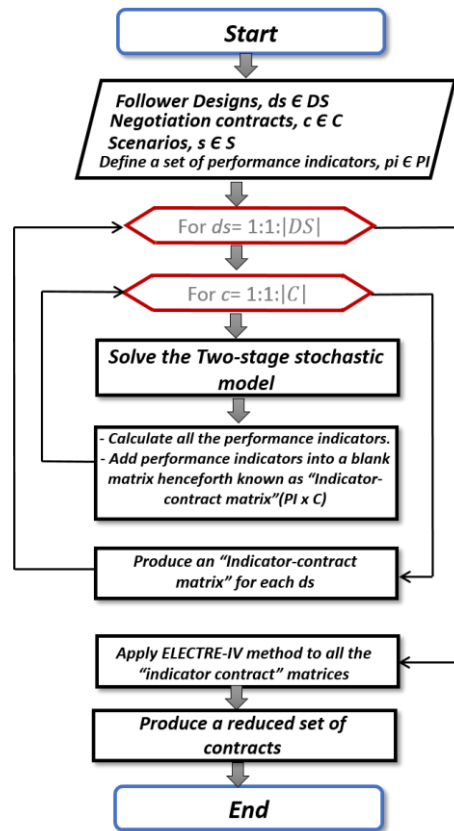 Start
Follower Designs, ds ∈ DS
Negotiation contracts, c ∈ C
Scenarios, s ∈ S
Define a set of performance indicators, pi ∈ PI
For ds= 1:1:|DS|
For c= 1:1:|C|
Solve the Two-stage stochastic
model
- Calculate all the performance indicators.
- Add performance indicators into a blank
matrix henceforth known as “Indicator-
contract matrix”(PI x C)
Produce an “Indicator-contract
matrix” for each ds
Apply ELECTRE-IV method to all the
“indicator contract” matrices
Produce a reduced set of
contracts
End